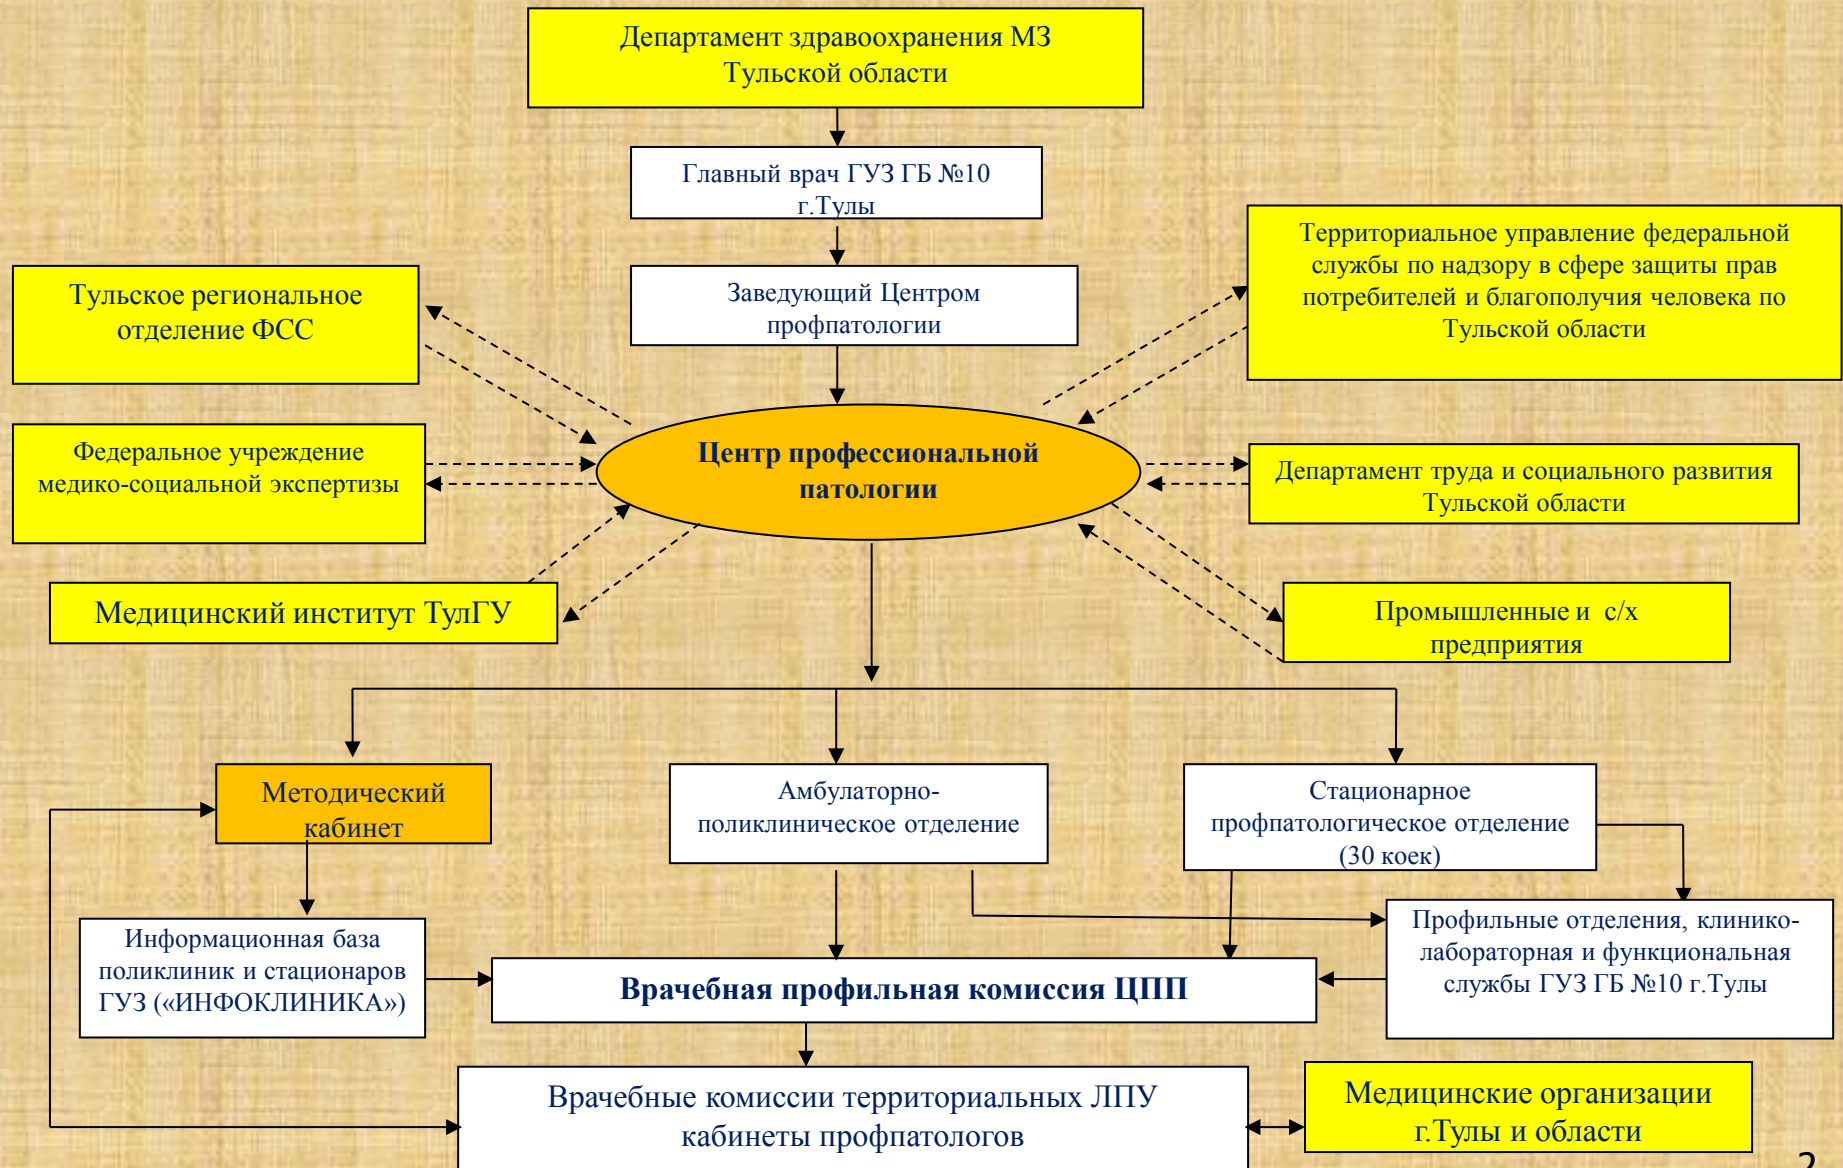 Департамент здравоохранения МЗ
Тульской области
Главный врач ГУЗ ГБ №10
г.Тулы
Заведующий Центром
профпатологии
Тульское региональное
отделение ФСС
Территориальное управление федеральной
службы по надзору в сфере защиты прав
потребителей и благополучия человека по
Тульской области
Федеральное учреждение
медико-социальной экспертизы
Центр профессиональной
патологии
Департамент труда и социального развития
Тульской области
Медицинский институт ТулГУ
Промышленные и с/х
предприятия
Методический
кабинет
Амбулаторно-
поликлиническое отделение
Стационарное
профпатологическое отделение
(30 коек)
Информационная база
поликлиник и стационаров
ГУЗ («ИНФОКЛИНИКА»)
Врачебная профильная комиссия ЦПП
Профильные отделения, клинико-
лабораторная и функциональная
службы ГУЗ ГБ №10 г.Тулы
Врачебные комиссии территориальных ЛПУ
кабинеты профпатологов
Медицинские организации
г.Тулы и области
2